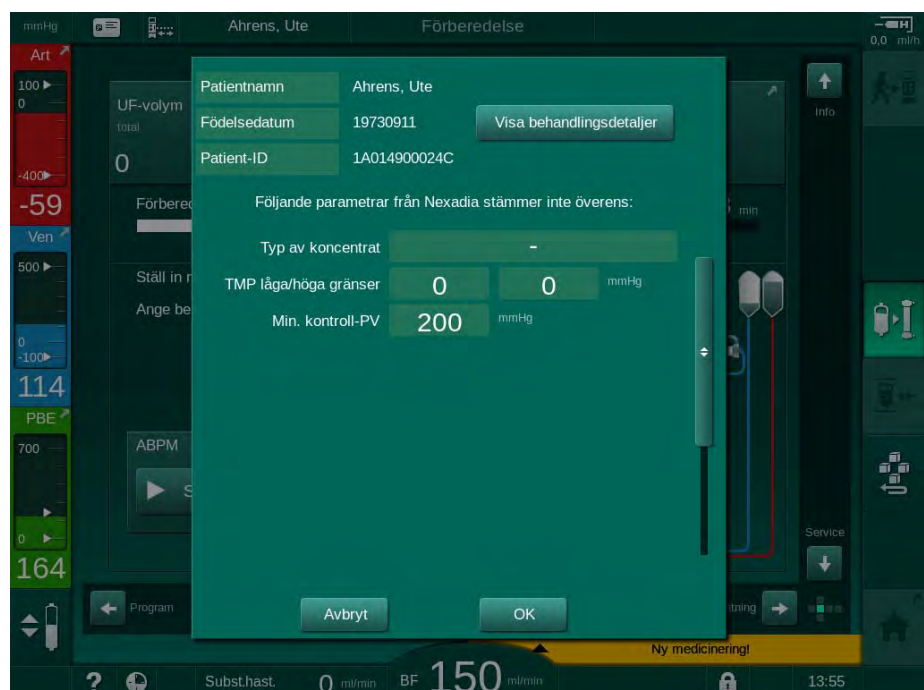 mmHg
Ahrens, Ute
Förberedelse
0,0 ml/h
Art
100
0
-400
-59
Ven
500
0
-100
114
PBE
700
0
164
UF-volym
total
0
Patientnamn Ahrens, Ute
Födelsedatum 19730911 Visa behandlingsdetaljer
Patient-ID 1A014900024C
Info
Förbered
min
Följande parametrar från Nexadia stämmer inte överens:
Typ av koncentrat -
Ställ in
TMP låga/höga gränser 0 0 mmHg
Ange be
Min. kontroll-PV 200 mmHg
ABPM
S
Service
Program
Avbryt OK
Ny medicinering!
? Subst.hast. 0 ml/min BF 150 ml/min 13:55